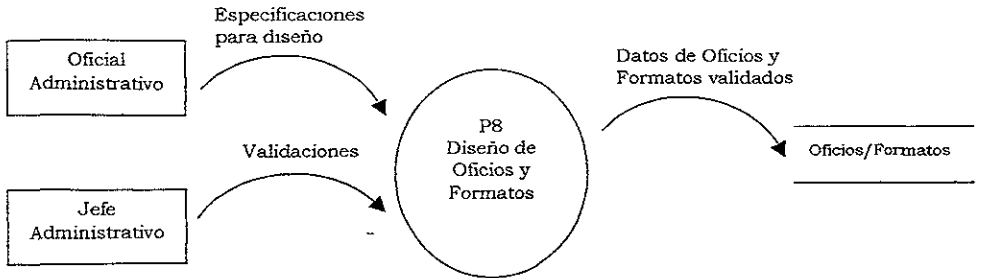 Especificaciones
para diseño
Oficial
Administrativo
Datos de Oficios y
Formatos validados
P8
Diseño de
Oficios y
Formatos
Validaciones
Oficios/Formatos
Jefe
Administrativo